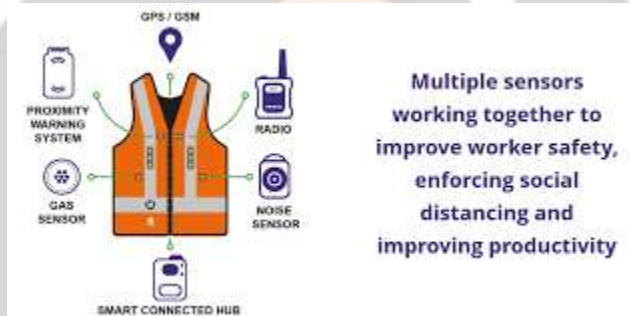 GPS / GSM
PROXIMITY
WARNING
SYSTEM
RADIO
GAS
SENSOR
NOISE
SENSOR
SMART CONNECTED HUB
Multiple sensors
working together to
improve worker safety,
enforcing social
distancing and
improving productivity